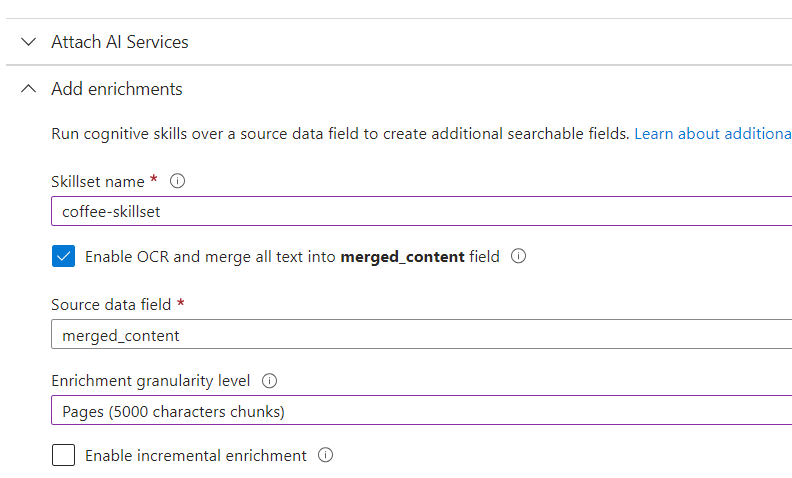 Attach AI Services
Add enrichments
Run cognitive skills over a source data field to create additional searchable fields. Learn about additiona
Skillset name *
coffee-skillset
Enable OCR and merge all text into merged_content field
Source data field *
merged_content
Enrichment granularity level
Pages (5000 characters chunks)
Enable incremental enrichment